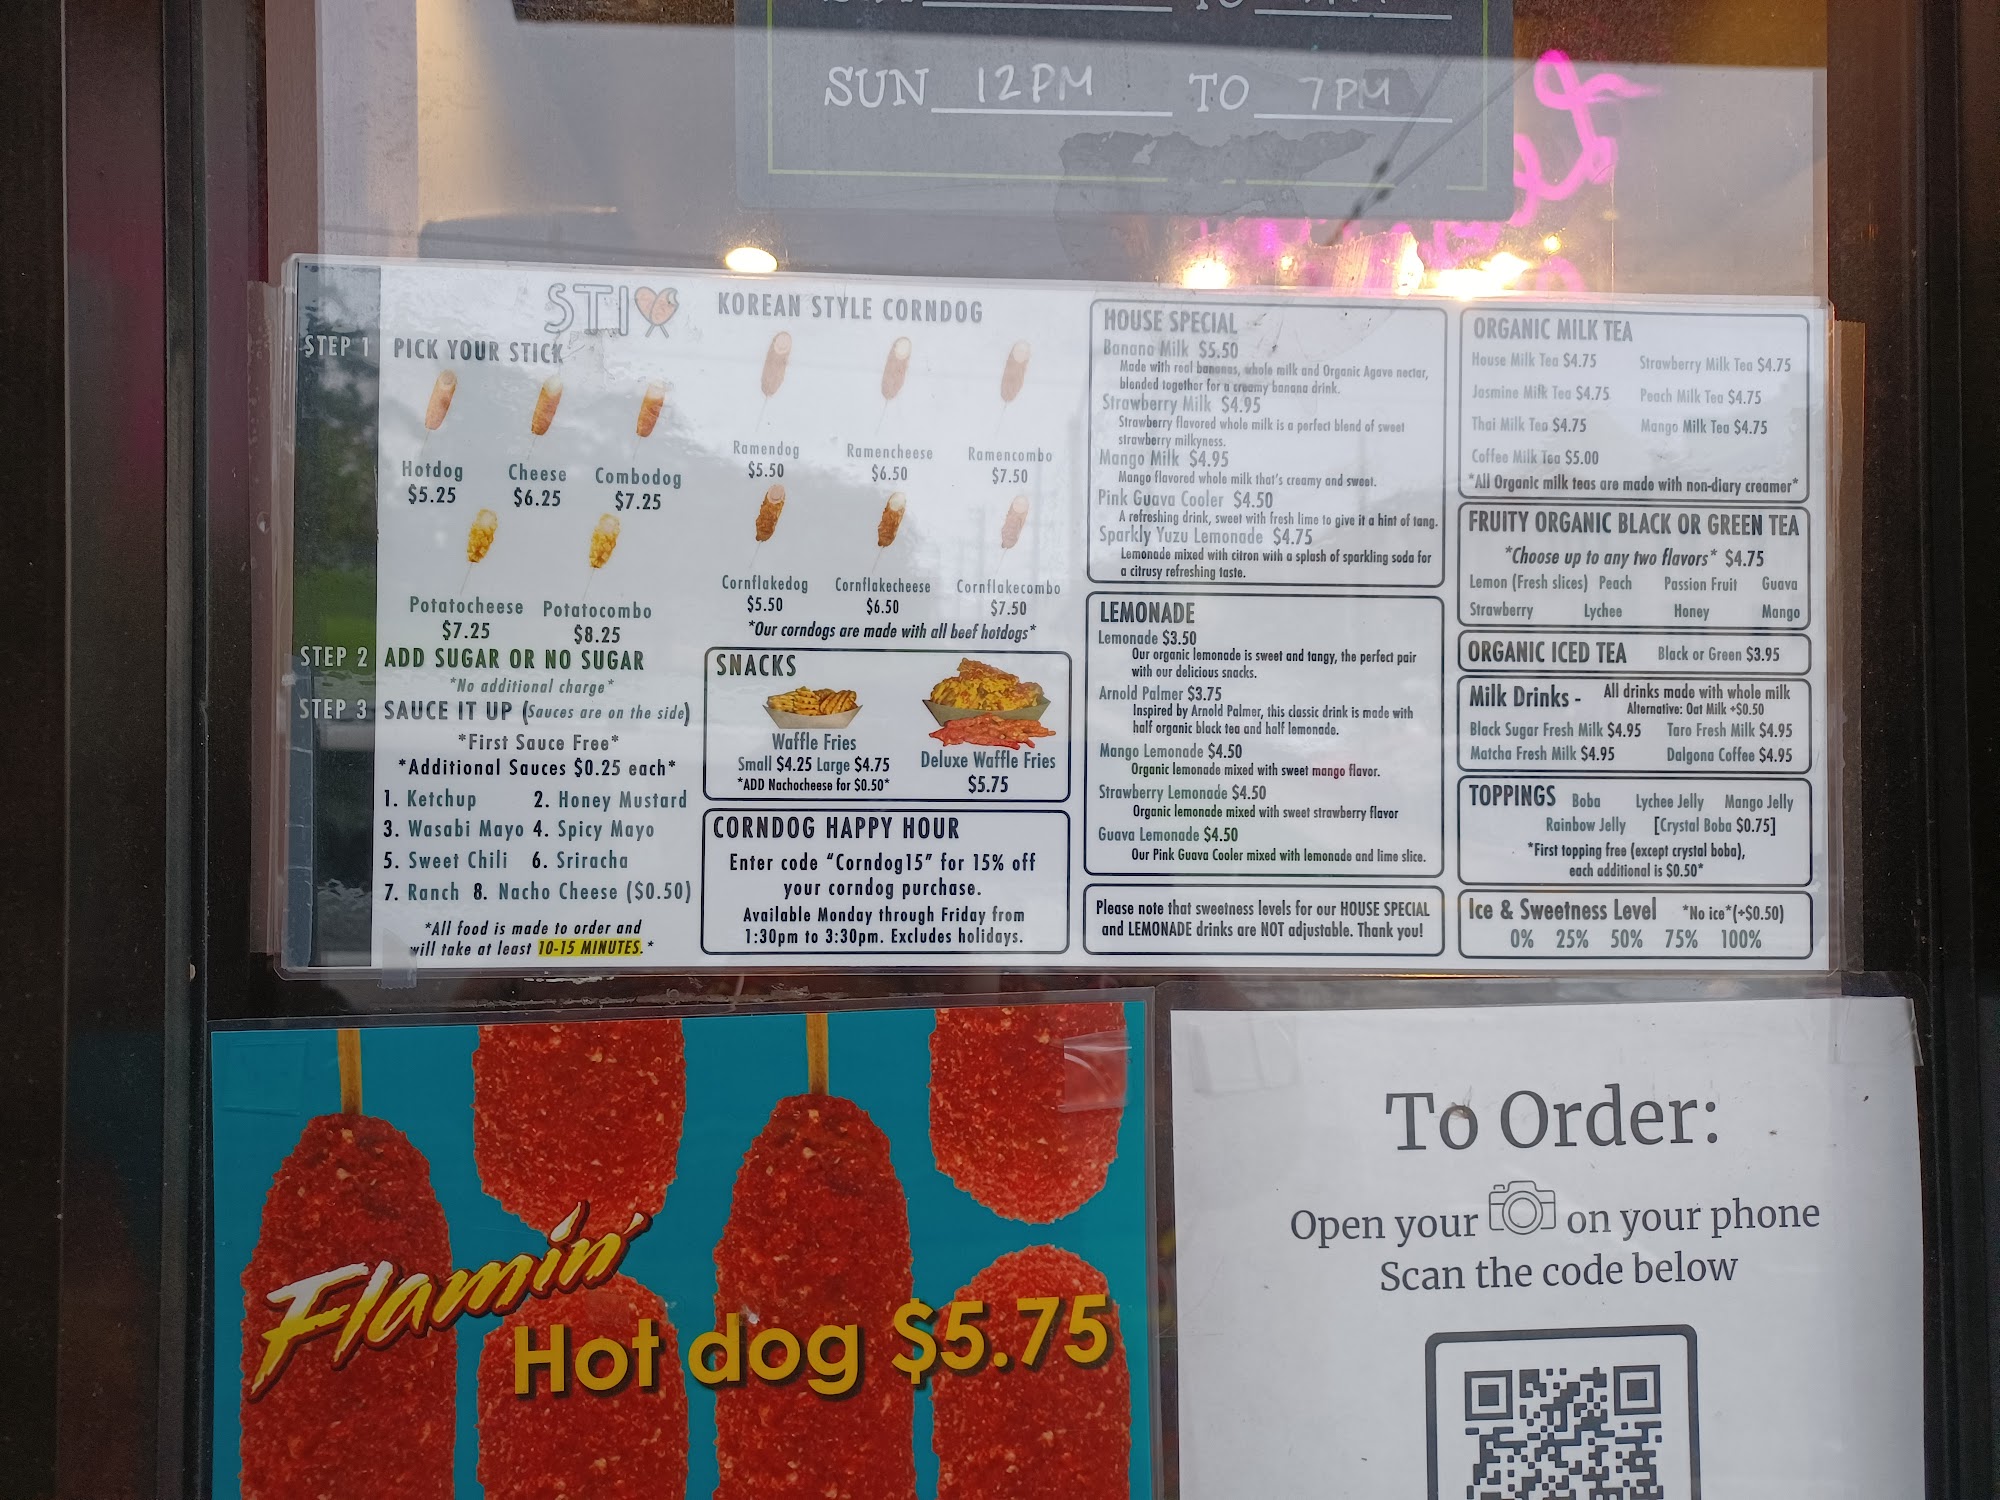 SUN 12PM TO 7PM
STIX
KOREAN STYLE CORNDOG
STEP 1 PICK YOUR STICK
Hotdog
$5.25
Cheese
$6.25
Combodog
$7.25
Potatocheese
$7.25
Potatocombo
$8.25
Ramendog
$5.50
Ramencheese
$6.50
Ramencombo
$7.50
Cornflakedog
$5.50
Cornflakecheese
$6.50
Cornflakecombo
$7.50
*Our corndogs are made with all beef hotdogs*
STEP 2 ADD SUGAR OR NO SUGAR
*No additional charge*
STEP 3 SAUCE IT UP (Sauces are on the side)
*First Sauce Free*
*Additional Sauces $0.25 each*
1. Ketchup 2. Honey Mustard
3. Wasabi Mayo 4. Spicy Mayo
5. Sweet Chili 6. Sriracha
7. Ranch 8. Nacho Cheese ($0.50)
*All food is made to order and
will take at least 10-15 MINUTES.*
SNACKS
Waffle Fries
Small $4.25 Large $4.75
*ADD Nachocheese for $0.50*
Deluxe Waffle Fries
$5.75
CORNDOG HAPPY HOUR
Enter code "Corndog15" for 15% off
your corndog purchase.
Available Monday through Friday from
1:30pm to 3:30pm. Excludes holidays.
HOUSE SPECIAL
Banana Milk $5.50
Made with real bananas, whole milk and Organic Agave nectar,
blended together for a creamy banana drink.
Strawberry Milk $4.95
Strawberry flavored whole milk is a perfect blend of sweet
strawberry milkyness.
Mango Milk $4.95
Mango flavored whole milk that's creamy and sweet.
Pink Guava Cooler $4.50
A refreshing drink, sweet with fresh lime to give it a hint of tang.
Sparkly Yuzu Lemonade $4.75
Lemonade mixed with citron with a splash of sparkling soda for
a citrusy refreshing taste.
LEMONADE
Lemonade $3.50
Our organic lemonade is sweet and tangy, the perfect pair
with our delicious snacks.
Arnold Palmer $3.75
Inspired by Arnold Palmer, this classic drink is made with
half organic black tea and half lemonade.
Mango Lemonade $4.50
Organic lemonade mixed with sweet mango flavor.
Strawberry Lemonade $4.50
Organic lemonade mixed with sweet strawberry flavor
Guava Lemonade $4.50
Our Pink Guava Cooler mixed with lemonade and lime slice.
Please note that sweetness levels for our HOUSE SPECIAL
and LEMONADE drinks are NOT adjustable. Thank you!
ORGANIC MILK TEA
House Milk Tea $4.75 Strawberry Milk Tea $4.75
Jasmine Milk Tea $4.75 Peach Milk Tea $4.75
Thai Milk Tea $4.75 Mango Milk Tea $4.75
Coffee Milk Tea $5.00
*All Organic milk teas are made with non-diary creamer*
FRUITY ORGANIC BLACK OR GREEN TEA
*Choose up to any two flavors* $4.75
Lemon (Fresh slices) Peach Passion Fruit Guava
Strawberry Lychee Honey Mango
ORGANIC ICED TEA Black or Green $3.95
Milk Drinks - All drinks made with whole milk
Alternative: Oat Milk +$0.50
Black Sugar Fresh Milk $4.95 Taro Fresh Milk $4.95
Matcha Fresh Milk $4.95 Dalgona Coffee $4.95
TOPPINGS Boba Lychee Jelly Mango Jelly
Rainbow Jelly [Crystal Boba $0.75]
*First topping free (except crystal boba),
each additional is $0.50*
Ice & Sweetness Level *No ice*(+$0.50)
0% 25% 50% 75% 100%
Flamin'
Hot dog $5.75
To Order:
Open your on your phone
Scan the code below